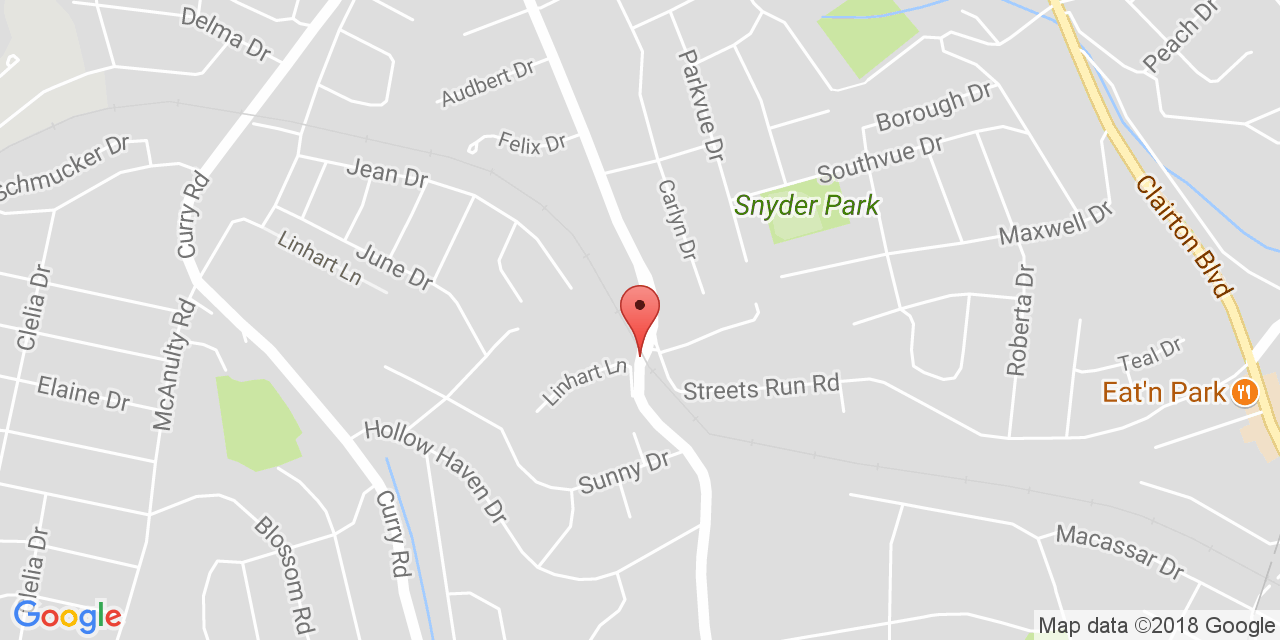 Delma Dr
Peach Dr
Audbert Dr
Parkvue Dr
Borough Dr
Felix Dr
Schmucker Dr
Jean Dr
Southvue Dr
Curry Rd
Carlyn Dr
Snyder Park
Clairton Blvd
Maxwell Dr
Linhart Ln
June Dr
Clelia Dr
McAnulty Rd
Roberta Dr
Teal Dr
Linhart Ln
Streets Run Rd
Eat'n Park
Elaine Dr
Hollow Haven Dr
Sunny Dr
Curry Rd
Blossom Rd
Macassar Dr
Clelia Dr
Google
Map data ©2018 Google